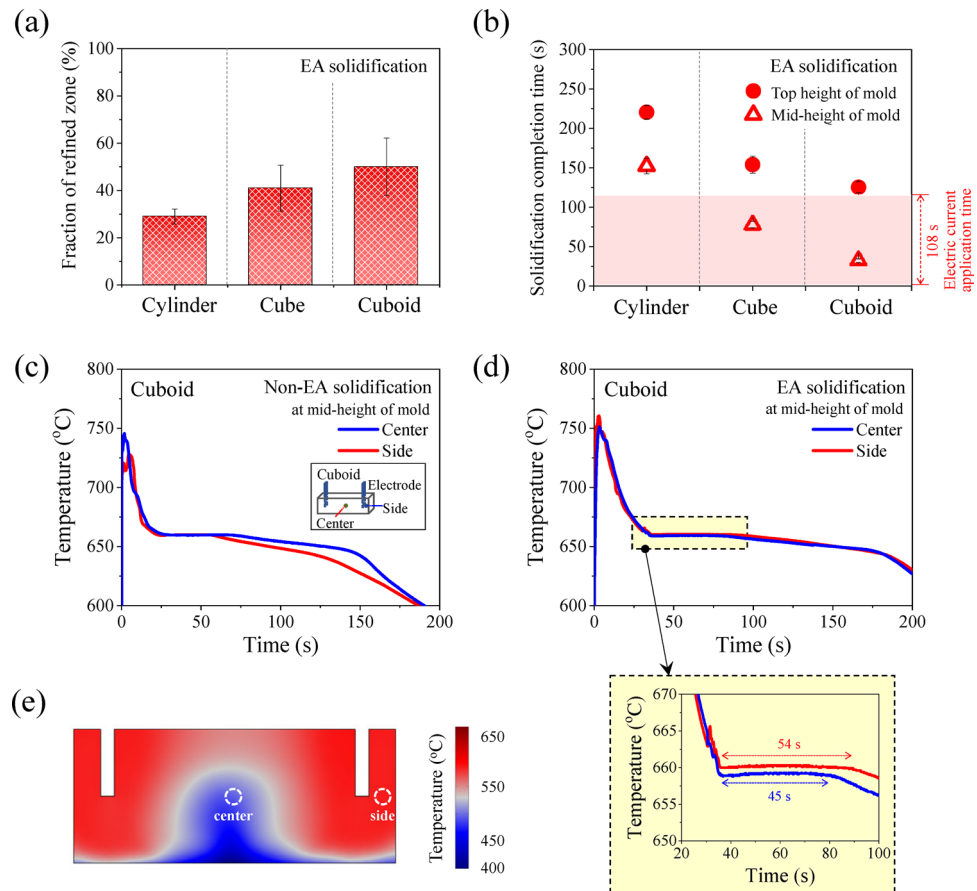 (a)
100
80
60
40
20
0
Fraction of refined zone (%)
EA solidification
Cylinder
Cube
Cuboid
(b)
300
250
200
150
100
50
0
Solidification completion time (s)
EA solidification
Top height of mold
Mid-height of mold
Cylinder
Cube
Cuboid
108 s
Electric current
application time
(c)
800
750
700
650
600
Temperature (°C)
Cuboid
Non-EA solidification
at mid-height of mold
Center
Side
Cuboid
Electrode
Side
Center
0
50
100
150
200
Time (s)
(d)
800
750
700
650
600
Temperature (°C)
Cuboid
EA solidification
at mid-height of mold
Center
Side
0
50
100
150
200
Time (s)
(e)
center
side
Temperature (°C)
650
550
450
400
670
665
660
655
650
Temperature (°C)
54 s
45 s
20
40
60
80
100
Time (s)